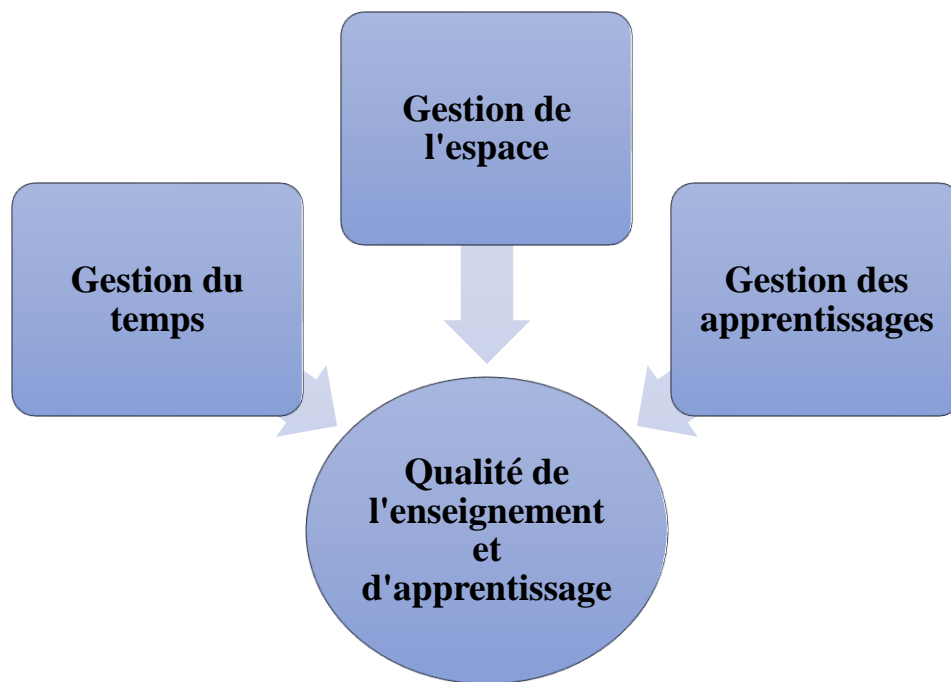 Gestion de
l'espace
Gestion du
temps
Gestion des
apprentissages
Qualité de
l'enseignement
et
d'apprentissage